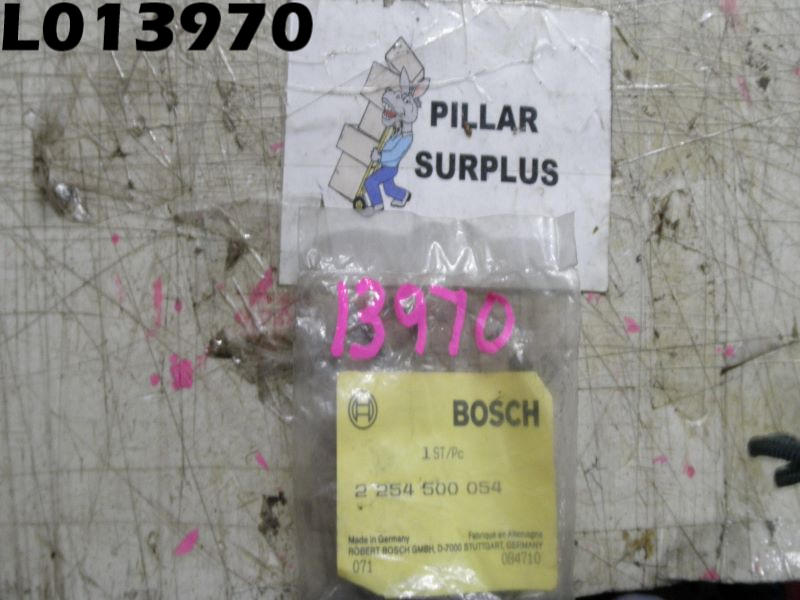 L013970
PILLAR
SURPLUS
13970
BOSCH
1 ST/Pc
2 254 500 054
Made in Germany Fabriqué en Allemagne
ROBERT BOSCH GMBH, D-7000 STUTTGART, GERMANY
071 084710